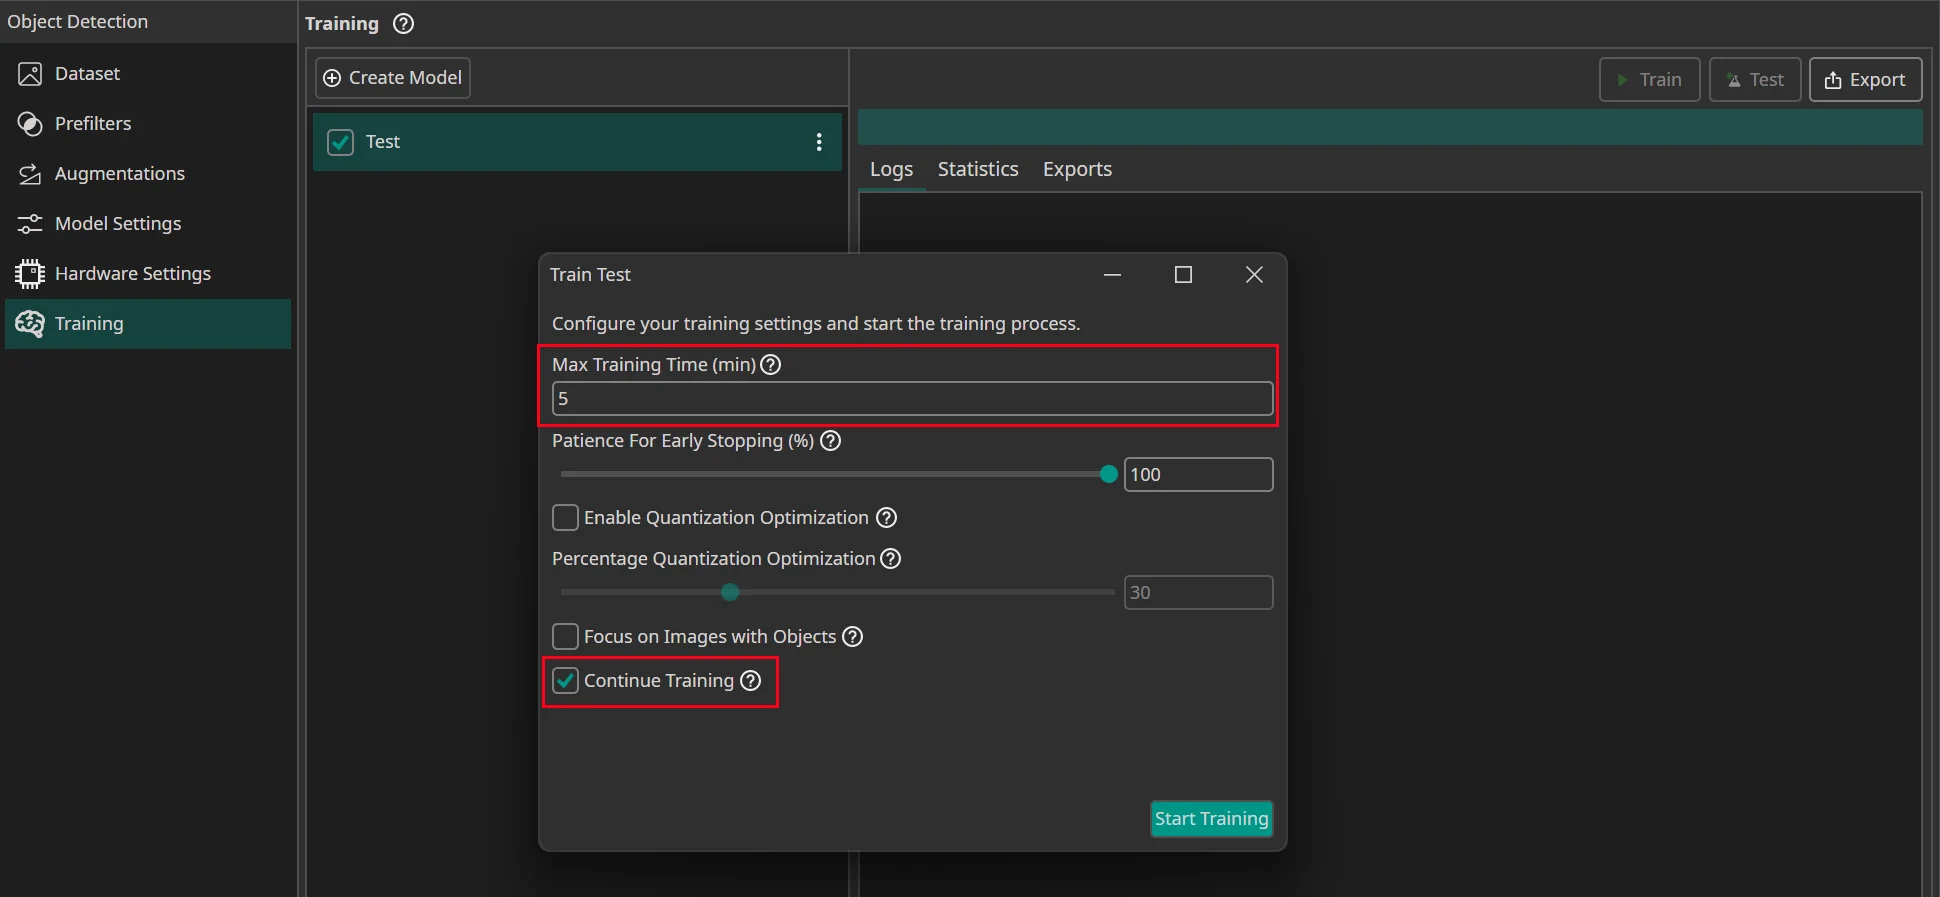 Object Detection
Dataset
Prefilters
Augmentations
Model Settings
Hardware Settings
Training
Training
Create Model
Test
Train
Test
Export
Logs
Statistics
Exports
Train Test
Configure your training settings and start the training process.
Max Training Time (min)
5
Patience For Early Stopping (%)
100
Enable Quantization Optimization
Percentage Quantization Optimization
30
Focus on Images with Objects
Continue Training
Start Training